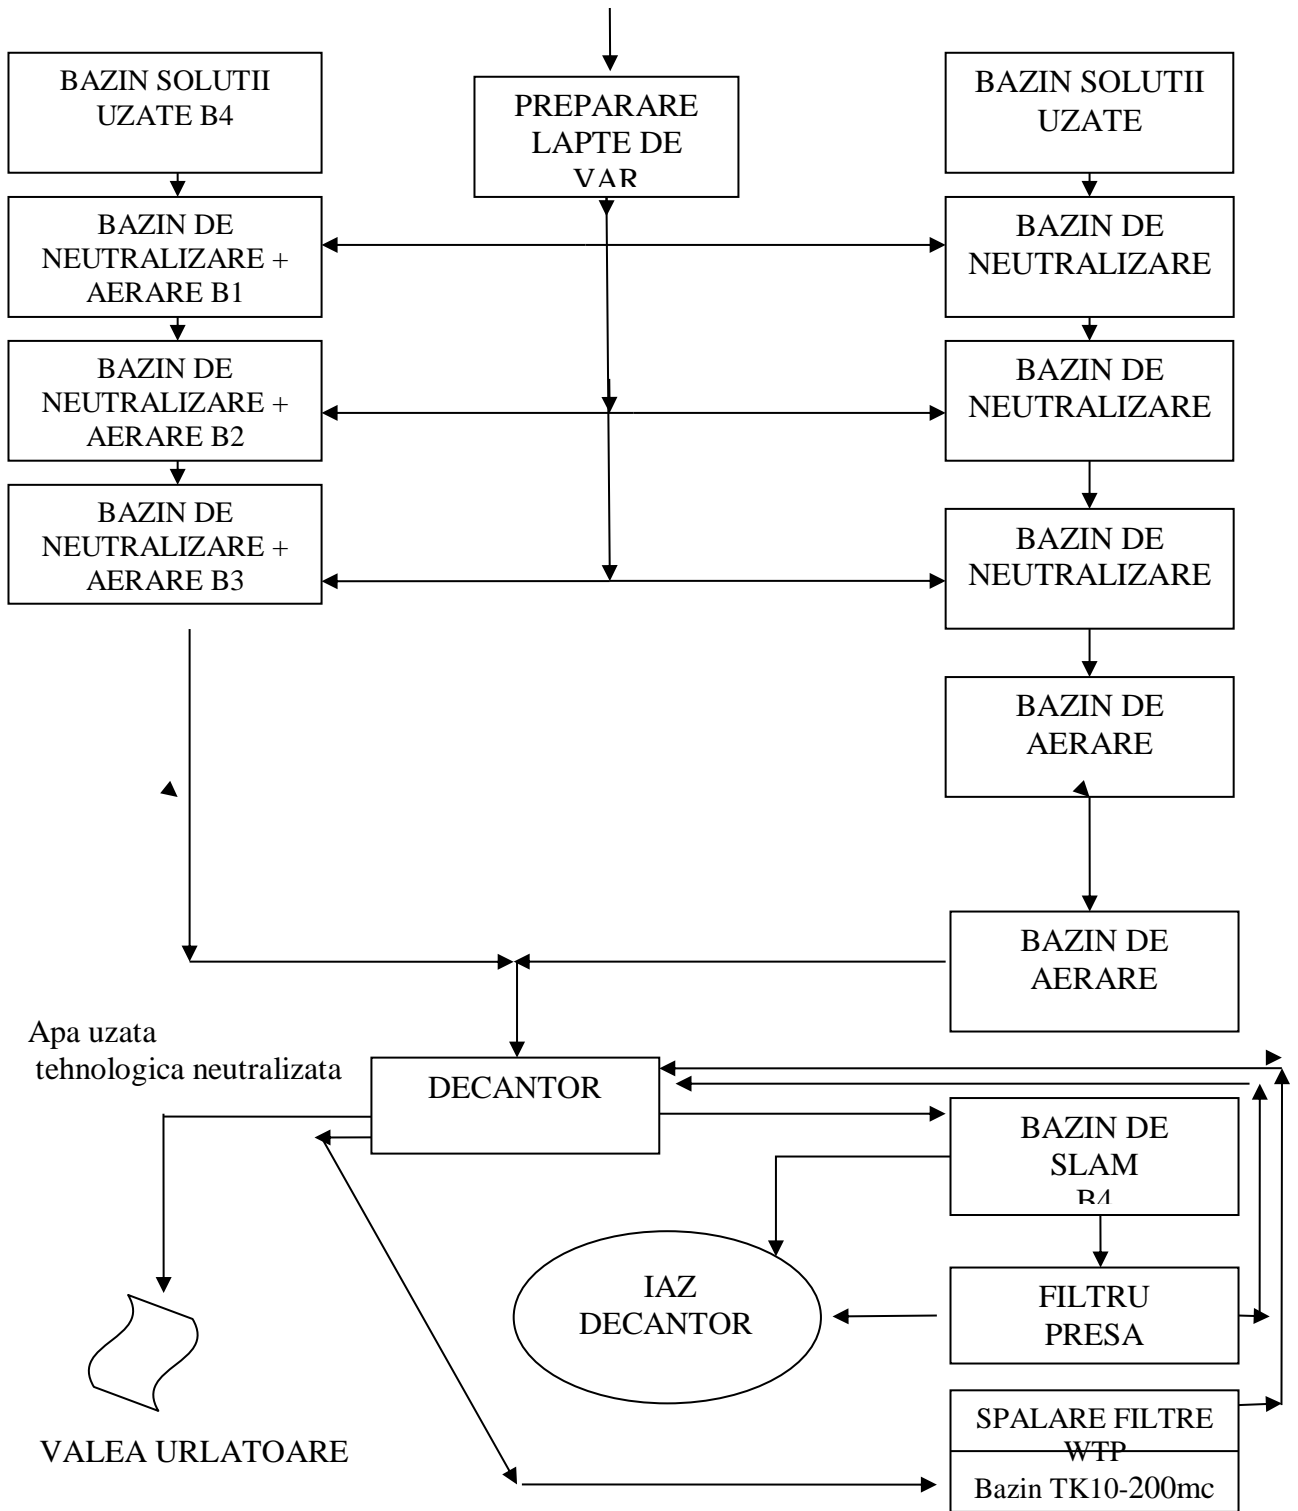 BAZIN SOLUTII
UZATE B4
PREPARARE
LAPTE DE
VAR
BAZIN SOLUTII
UZATE
BAZIN DE
NEUTRALIZARE +
AERARE B1
BAZIN DE
NEUTRALIZARE
BAZIN DE
NEUTRALIZARE +
AERARE B2
BAZIN DE
NEUTRALIZARE
BAZIN DE
NEUTRALIZARE +
AERARE B3
BAZIN DE
NEUTRALIZARE
BAZIN DE
AERARE
BAZIN DE
AERARE
Apa uzata
tehnologica neutralizata
DECANTOR
BAZIN DE
SLAM
B4
IAZ
DECANTOR
FILTRU
PRESA
VALEA URLATOARE
SPALARE FILTRE
WTP
Bazin TK10-200mc